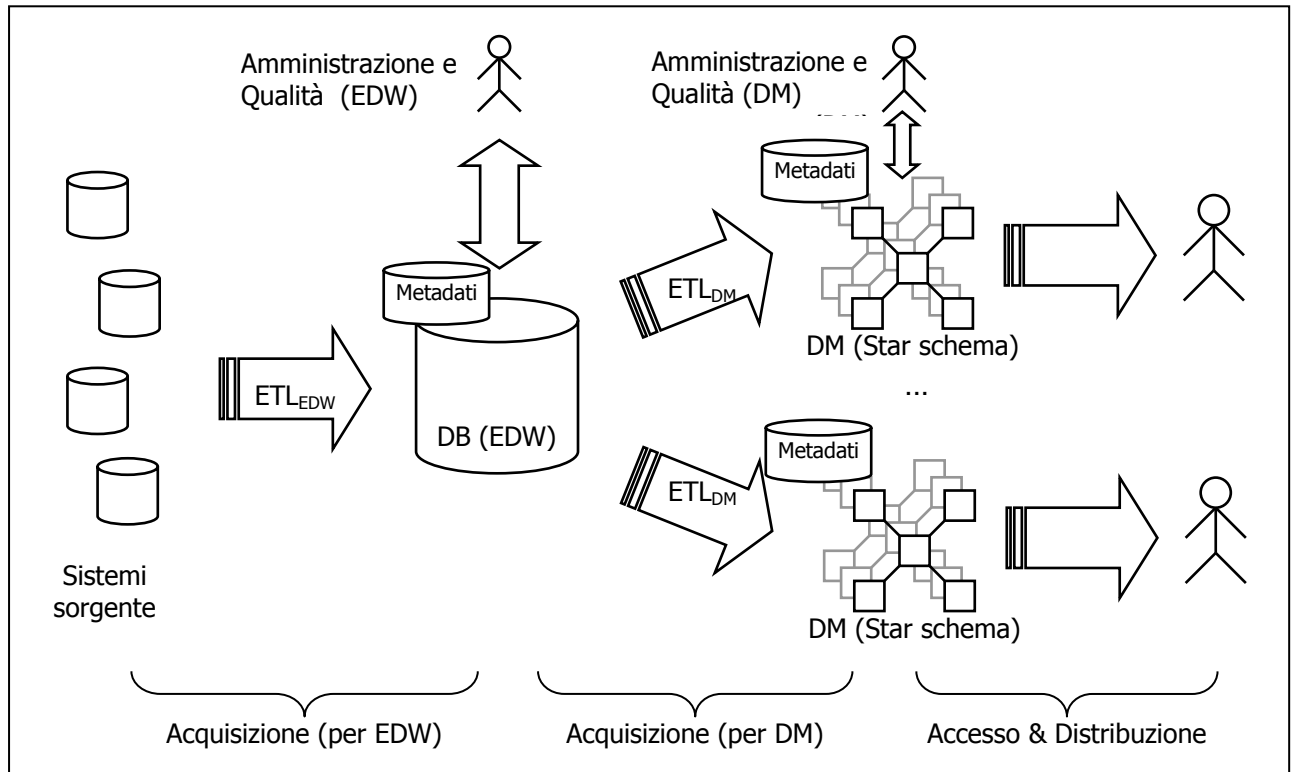 Amministrazione e
Qualità (EDW)
Amministrazione e
Qualità (DM)
Metadati
Metadati
ETLDM
DM (Star schema)
...
ETLEDW
DB (EDW)
Metadati
ETLDM
DM (Star schema)
Sistemi
sorgente
Acquisizione (per EDW)
Acquisizione (per DM)
Accesso & Distribuzione